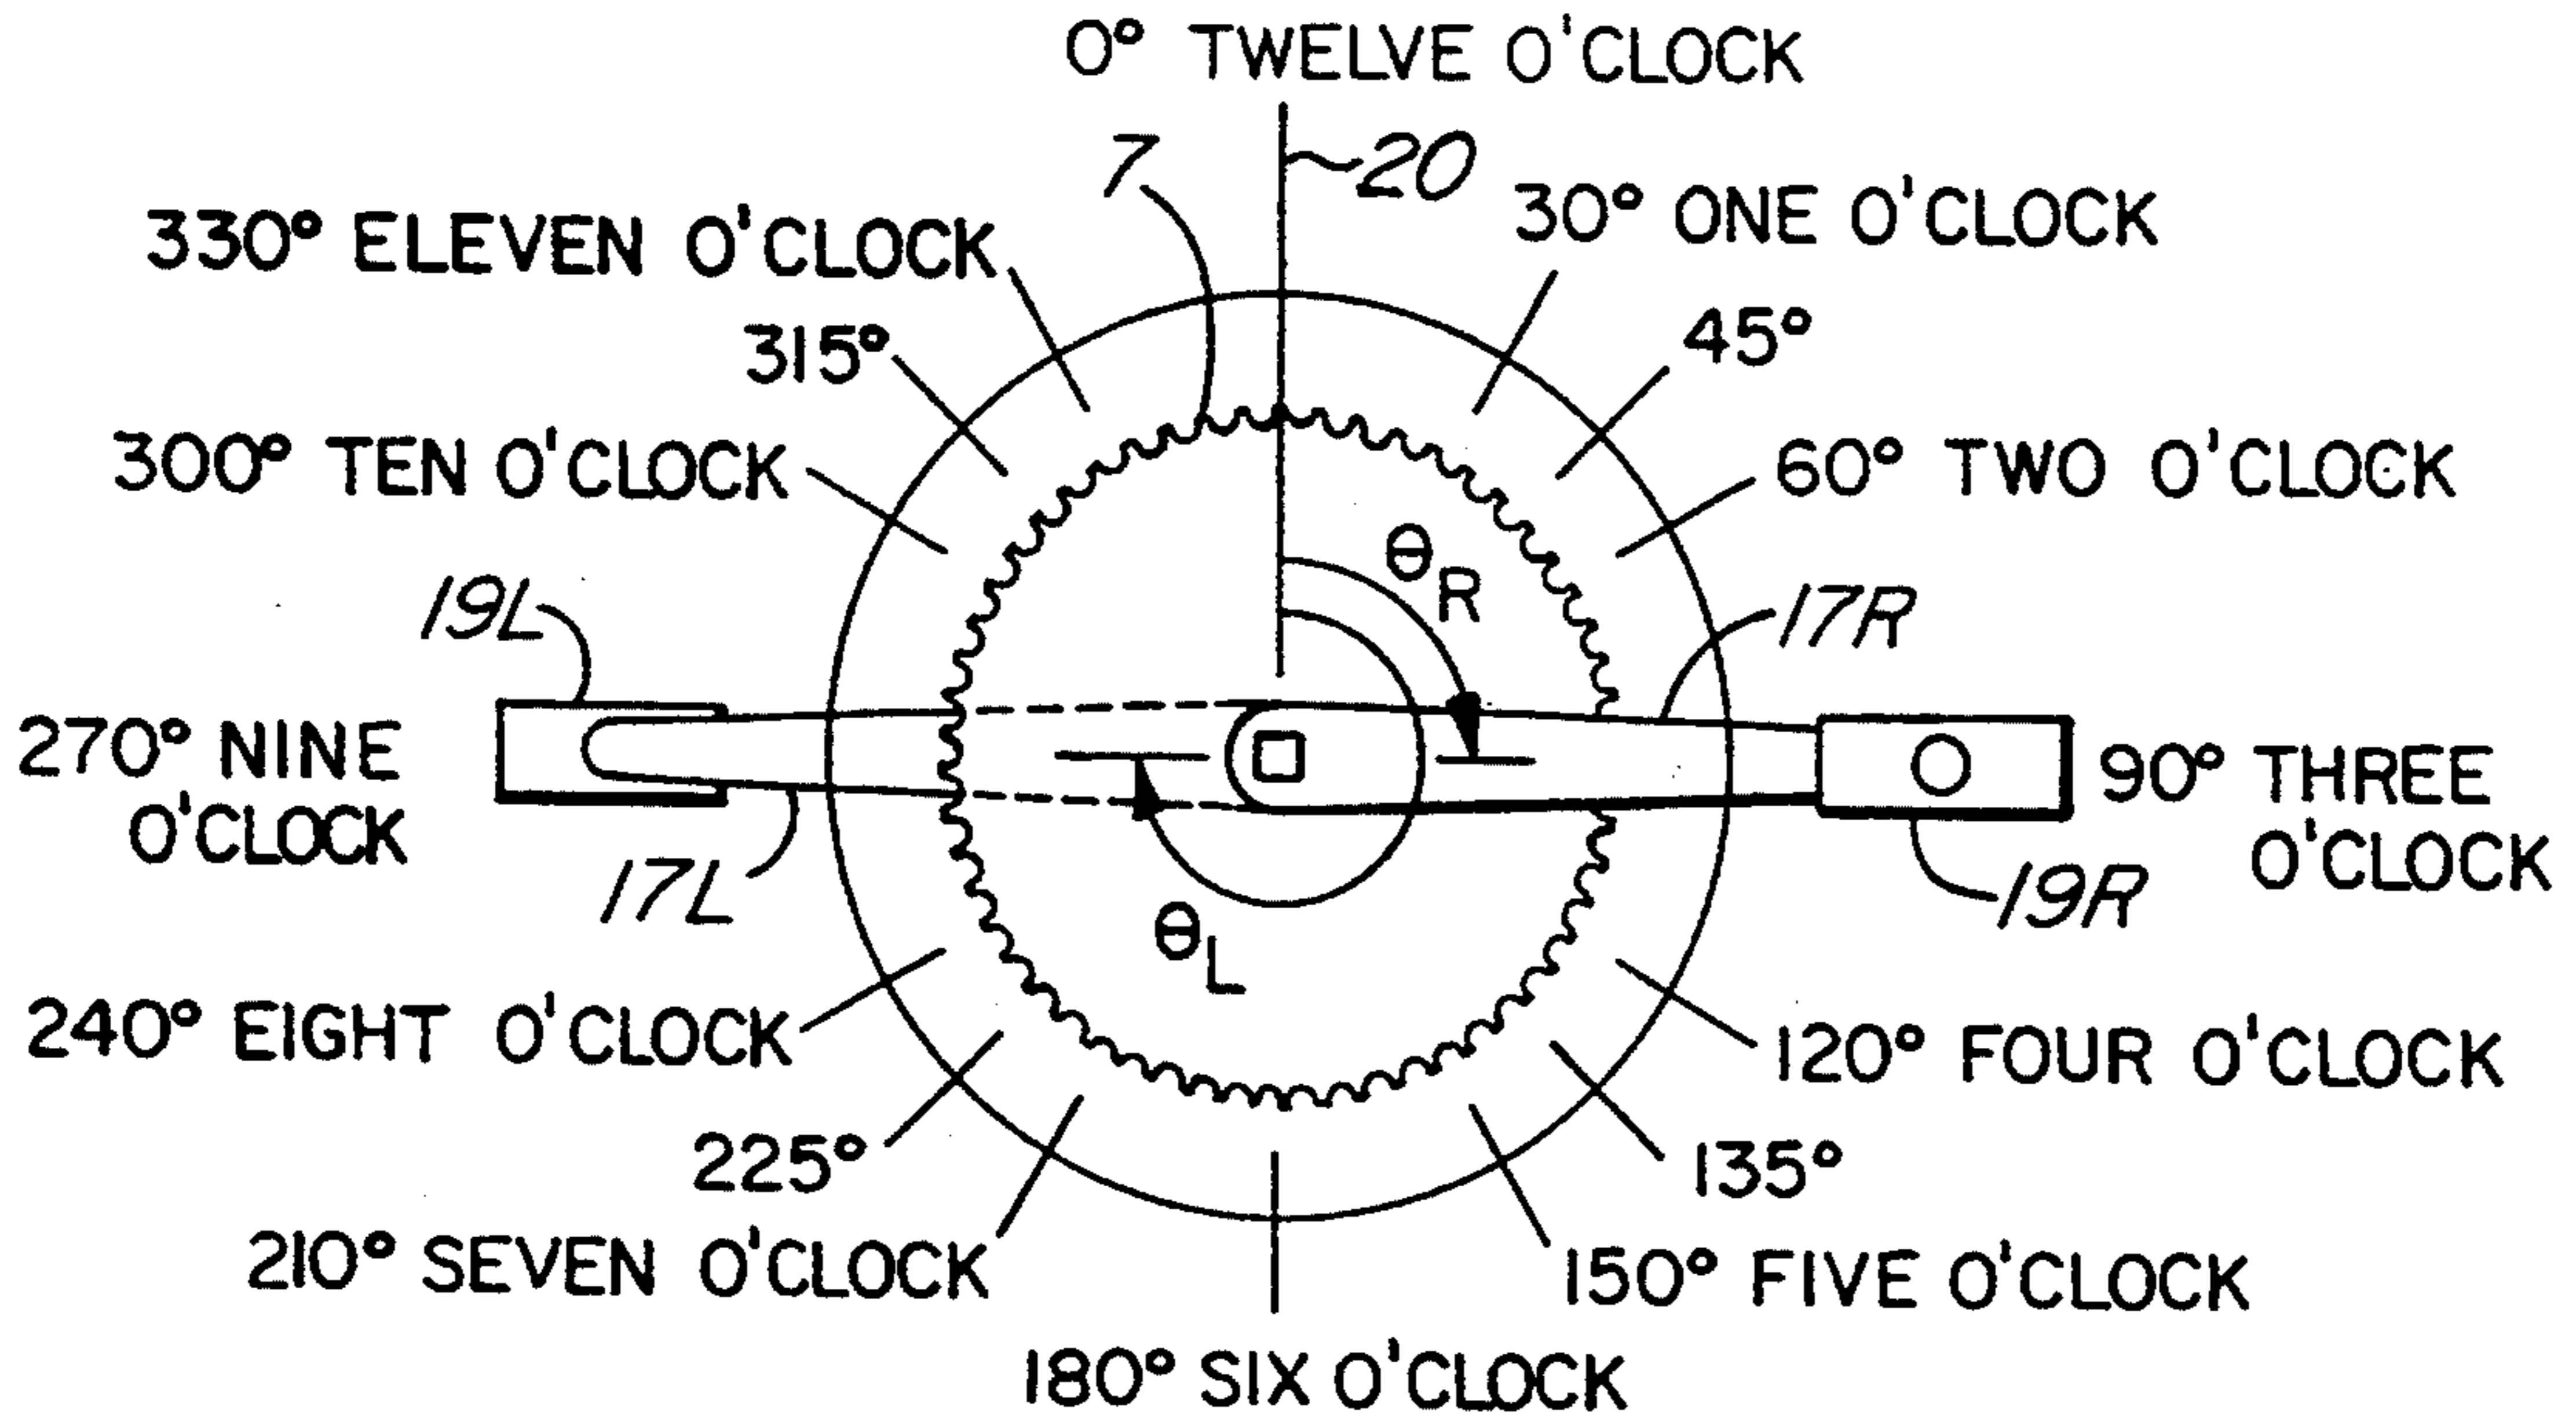 0° TWELVE O'CLOCK
7
20
30° ONE O'CLOCK
330° ELEVEN O'CLOCK
45°
315°
60° TWO O'CLOCK
300° TEN O'CLOCK
θR
19L
17R
270° NINE
O'CLOCK
90° THREE
O'CLOCK
17L
19R
θL
240° EIGHT O'CLOCK
120° FOUR O'CLOCK
225°
135°
210° SEVEN O'CLOCK
150° FIVE O'CLOCK
180° SIX O'CLOCK